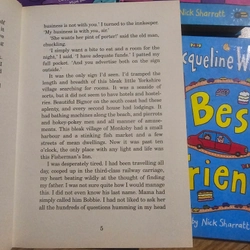 business is not with you.' I turned to the innkeeper.
'My business is with you, sir.'
'She wants her pint of porter!' said the old man,
chuckling.
'I simply want a bite to eat and a room for the
night,' I said. 'I have adequate funds.' I patted my
full pocket. 'And you advertise both on the sign
outside.'
It was the only sign I'd seen. I'd tramped the
length and breadth of this bleak little Yorkshire
village searching for rooms. It was a seaside of
sorts, but it did not seem to have hotels and hostel-
ries. Beautiful Bignor on the south coast had these
aplenty, and every second house had lodgings. It
had bathing machines along the beach, and pierrots
and hokey-pokey men and all manner of amuse-
ments. This bleak village of Monksby had a small
harbour and a stinking fish market and a few
streets of mean dwellings. Now it was past ten
o'clock, the only place with any light and life was
this Fisherman's Inn.
I was desperately tired. I had been travelling all
day, cooped up in the third-class railway carriage,
my heart beating wildly at the thought of finding
my father. I was not sure quite how I would manage
this. I did not even know his last name. Mama had
simply called him Bobbie. I had not liked to ask her
all the hundreds of questions humming in my head
5
Nick Sharratt
cqueline W
Bes
Frien
by Nick Sharrat